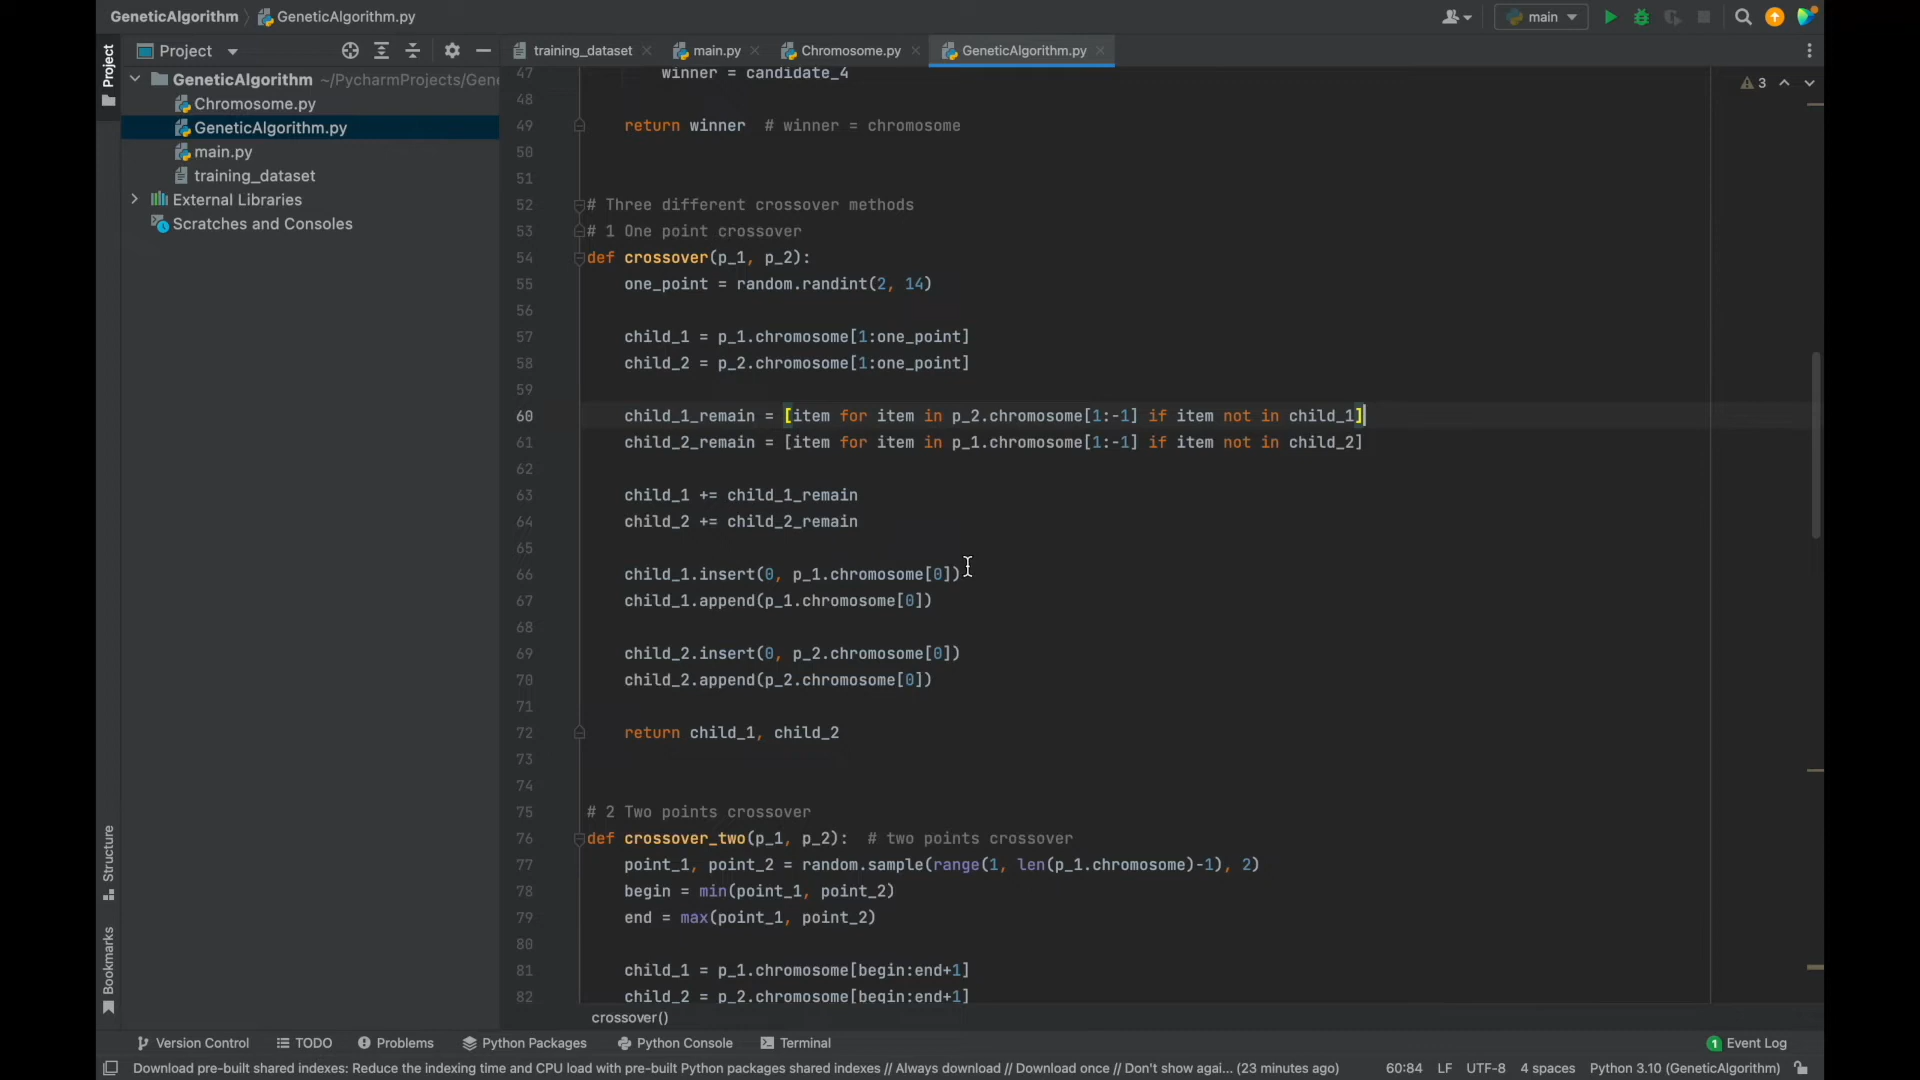 GeneticAlgorithm GeneticAlgorithm.py main
Project training_dataset main.py Chromosome.py GeneticAlgorithm.py
Project
GeneticAlgorithm ~/PycharmProjects/Gen
Chromosome.py
GeneticAlgorithm.py
main.py
training_dataset
External Libraries
Scratches and Consoles
3
47 winner = candidate_4
48
49 return winner # winner = chromosome
50
51
52 # Three different crossover methods
53 # 1 One point crossover
54 def crossover(p_1, p_2):
55 one_point = random.randint(2, 14)
56
57 child_1 = p_1.chromosome[1:one_point]
58 child_2 = p_2.chromosome[1:one_point]
59
60 child_1_remain = [item for item in p_2.chromosome[1:-1] if item not in child_1]
61 child_2_remain = [item for item in p_1.chromosome[1:-1] if item not in child_2]
62
63 child_1 += child_1_remain
64 child_2 += child_2_remain
65
66 child_1.insert(0, p_1.chromosome[0])
67 child_1.append(p_1.chromosome[0])
68
69 child_2.insert(0, p_2.chromosome[0])
70 child_2.append(p_2.chromosome[0])
71
72 return child_1, child_2
73
74
75 # 2 Two points crossover
76 def crossover_two(p_1, p_2): # two points crossover
77 point_1, point_2 = random.sample(range(1, len(p_1.chromosome)-1), 2)
78 begin = min(point_1, point_2)
79 end = max(point_1, point_2)
80
81 child_1 = p_1.chromosome[begin:end+1]
82 child_2 = p_2.chromosome[begin:end+1]
crossover()
Structure
Bookmarks
Version Control TODO Problems Python Packages Python Console Terminal 1 Event Log
Download pre-built shared indexes: Reduce the indexing time and CPU load with pre-built Python packages shared indexes // Always download // Download once // Don't show agai... (23 minutes ago) 60:84 LF UTF-8 4 spaces Python 3.10 (GeneticAlgorithm)